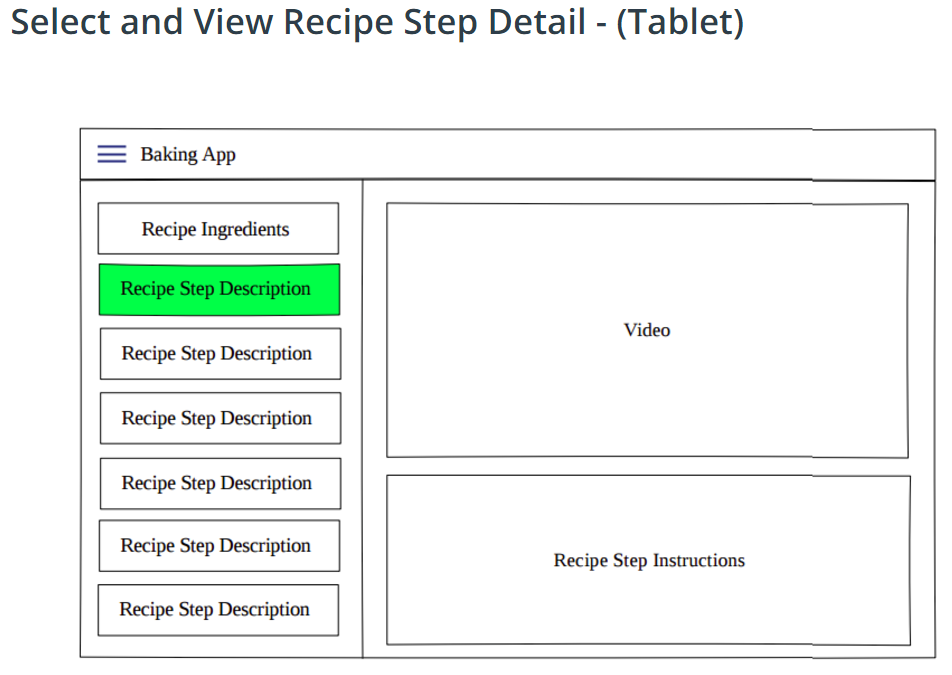 Select and View Recipe Step Detail - (Tablet)
Baking App
Recipe Ingredients
Recipe Step Description
Recipe Step Description
Recipe Step Description
Recipe Step Description
Recipe Step Description
Recipe Step Description
Video
Recipe Step Instructions